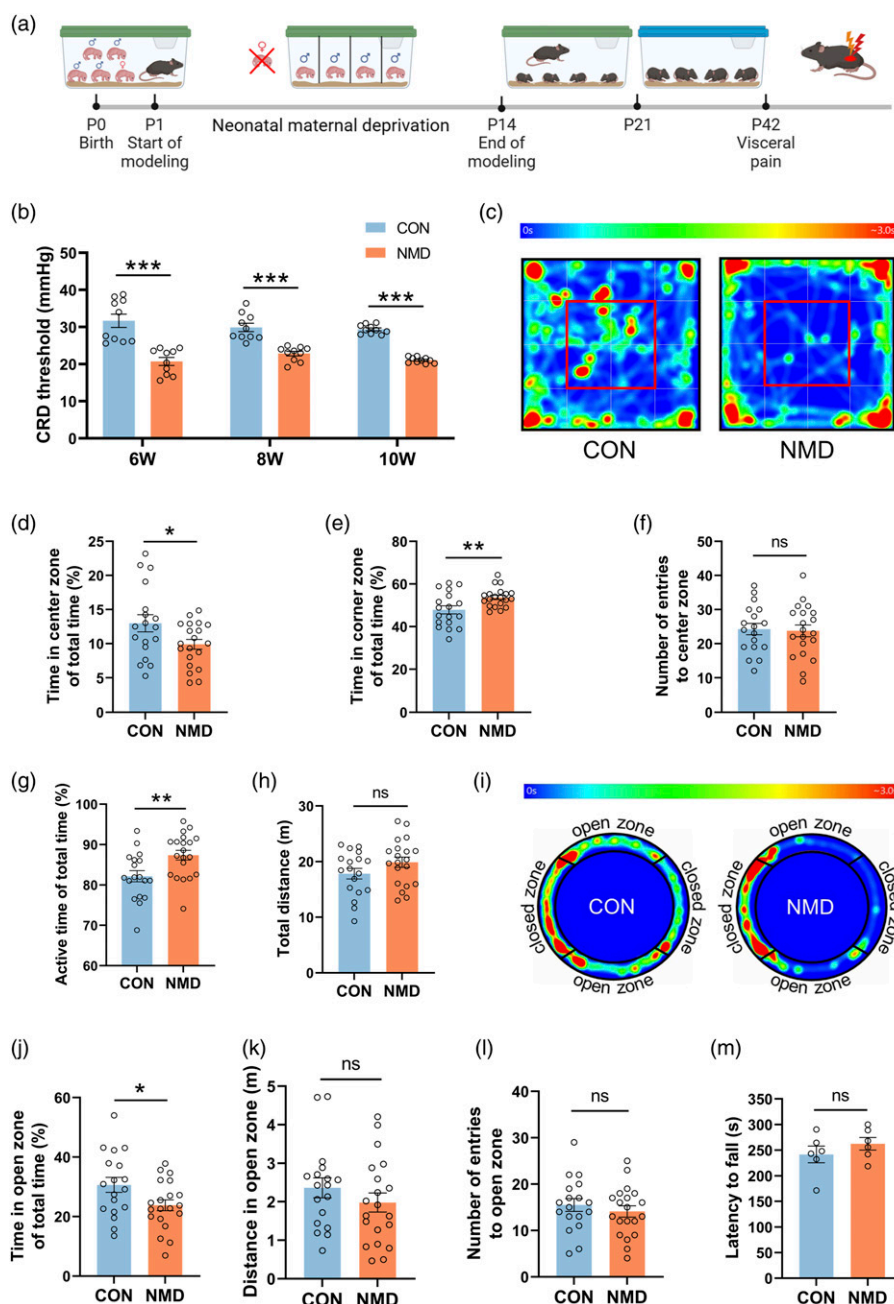 (a)
P0
Birth
P1
Start of
modeling
Neonatal maternal deprivation
P14
End of
modeling
P21
P42
Visceral
pain
(b)
CON
NMD
CRD threshold (mmHg)
50
40
30
20
10
0
***
***
***
6W
8W
10W
(c)
0s
~3.0s
CON
NMD
(d)
Time in center zone
of total time (%)
25
20
15
10
5
0
*
CON
NMD
(e)
Time in corner zone
of total time (%)
80
60
40
20
0
**
CON
NMD
(f)
Number of entries
to center zone
50
40
30
20
10
0
ns
CON
NMD
(g)
Active time of total time (%)
100
90
80
70
60
**
CON
NMD
(h)
Total distance (m)
30
20
10
0
ns
CON
NMD
(i)
0s
~3.0s
open zone
closed zone
CON
closed zone
open zone
open zone
closed zone
NMD
closed zone
open zone
(j)
Time in open zone
of total time (%)
60
40
20
0
*
CON
NMD
(k)
Distance in open zone (m)
5
4
3
2
1
0
ns
CON
NMD
(l)
Number of entries
to open zone
40
30
20
10
0
ns
CON
NMD
(m)
Latency to fall (s)
350
300
250
200
150
100
50
0
ns
CON
NMD